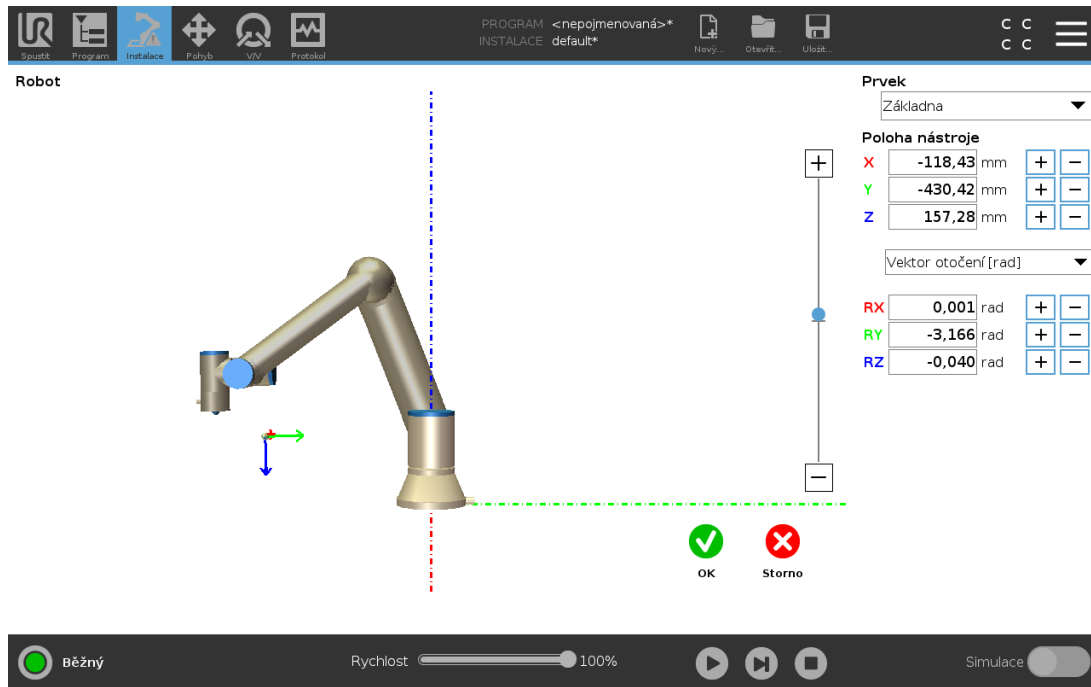 PROGRAM <nepojmenovaná>*
INSTALACE default*
C C
C C
Spustit Program Instalace Pohyb V/V Protokol Nový... Otevřít... Uložit...
Robot
Prvek
Základna
Poloha nástroje
X -118,43 mm + −
Y -430,42 mm + −
Z 157,28 mm + −
Vektor otočení [rad]
RX 0,001 rad + −
RY -3,166 rad + −
RZ -0,040 rad + −
OK Storno
Běžný Rychlost 100% Simulace